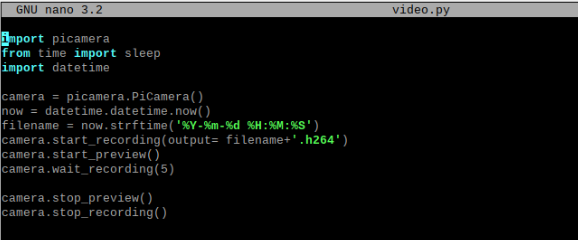 GNU nano 3.2 video.py
import picamera
from time import sleep
import datetime
camera = picamera.PiCamera()
now = datetime.datetime.now()
filename = now.strftime('%Y-%m-%d %H:%M:%S')
camera.start_recording(output= filename+'.h264')
camera.start_preview()
camera.wait_recording(5)
camera.stop_preview()
camera.stop_recording()